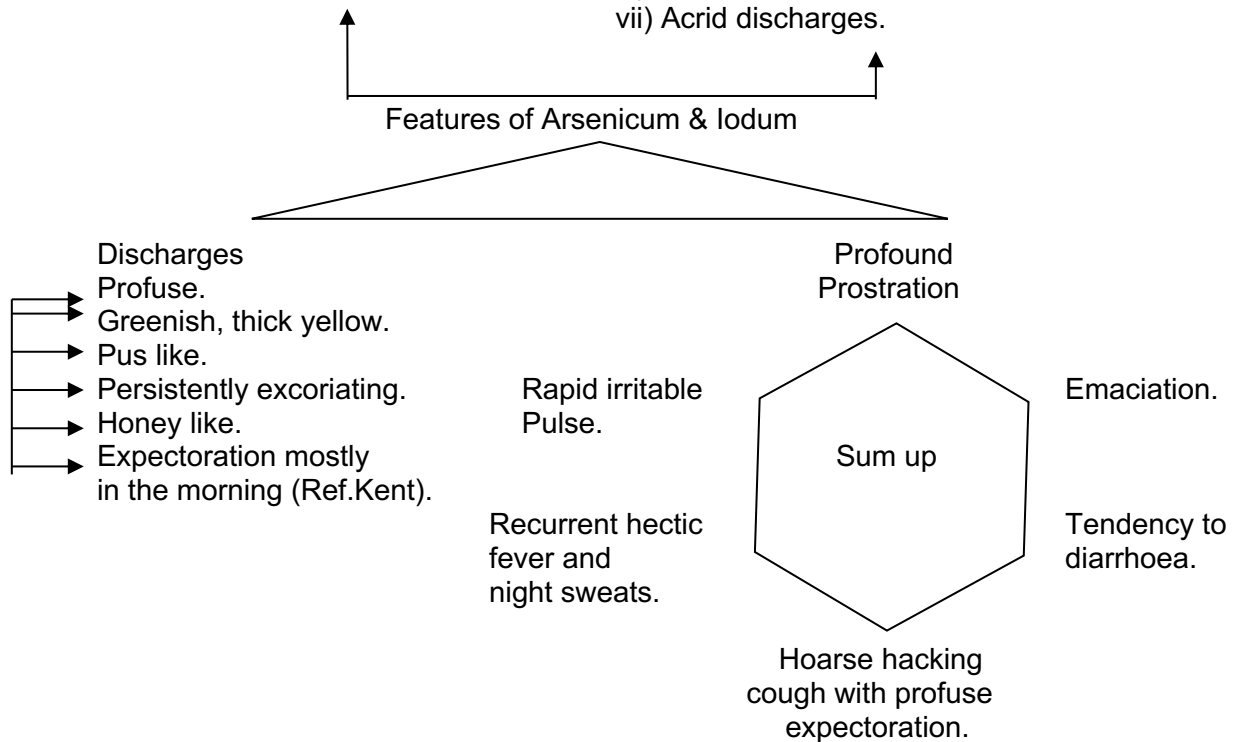 vii) Acrid discharges.
Features of Arsenicum & Iodum
Discharges
Profuse.
Greenish, thick yellow.
Pus like.
Persistently excoriating.
Honey like.
Expectoration mostly
in the morning (Ref.Kent).
Profound
Prostration
Rapid irritable
Pulse.
Emaciation.
Sum up
Recurrent hectic
fever and
night sweats.
Tendency to
diarrhoea.
Hoarse hacking
cough with profuse
expectoration.